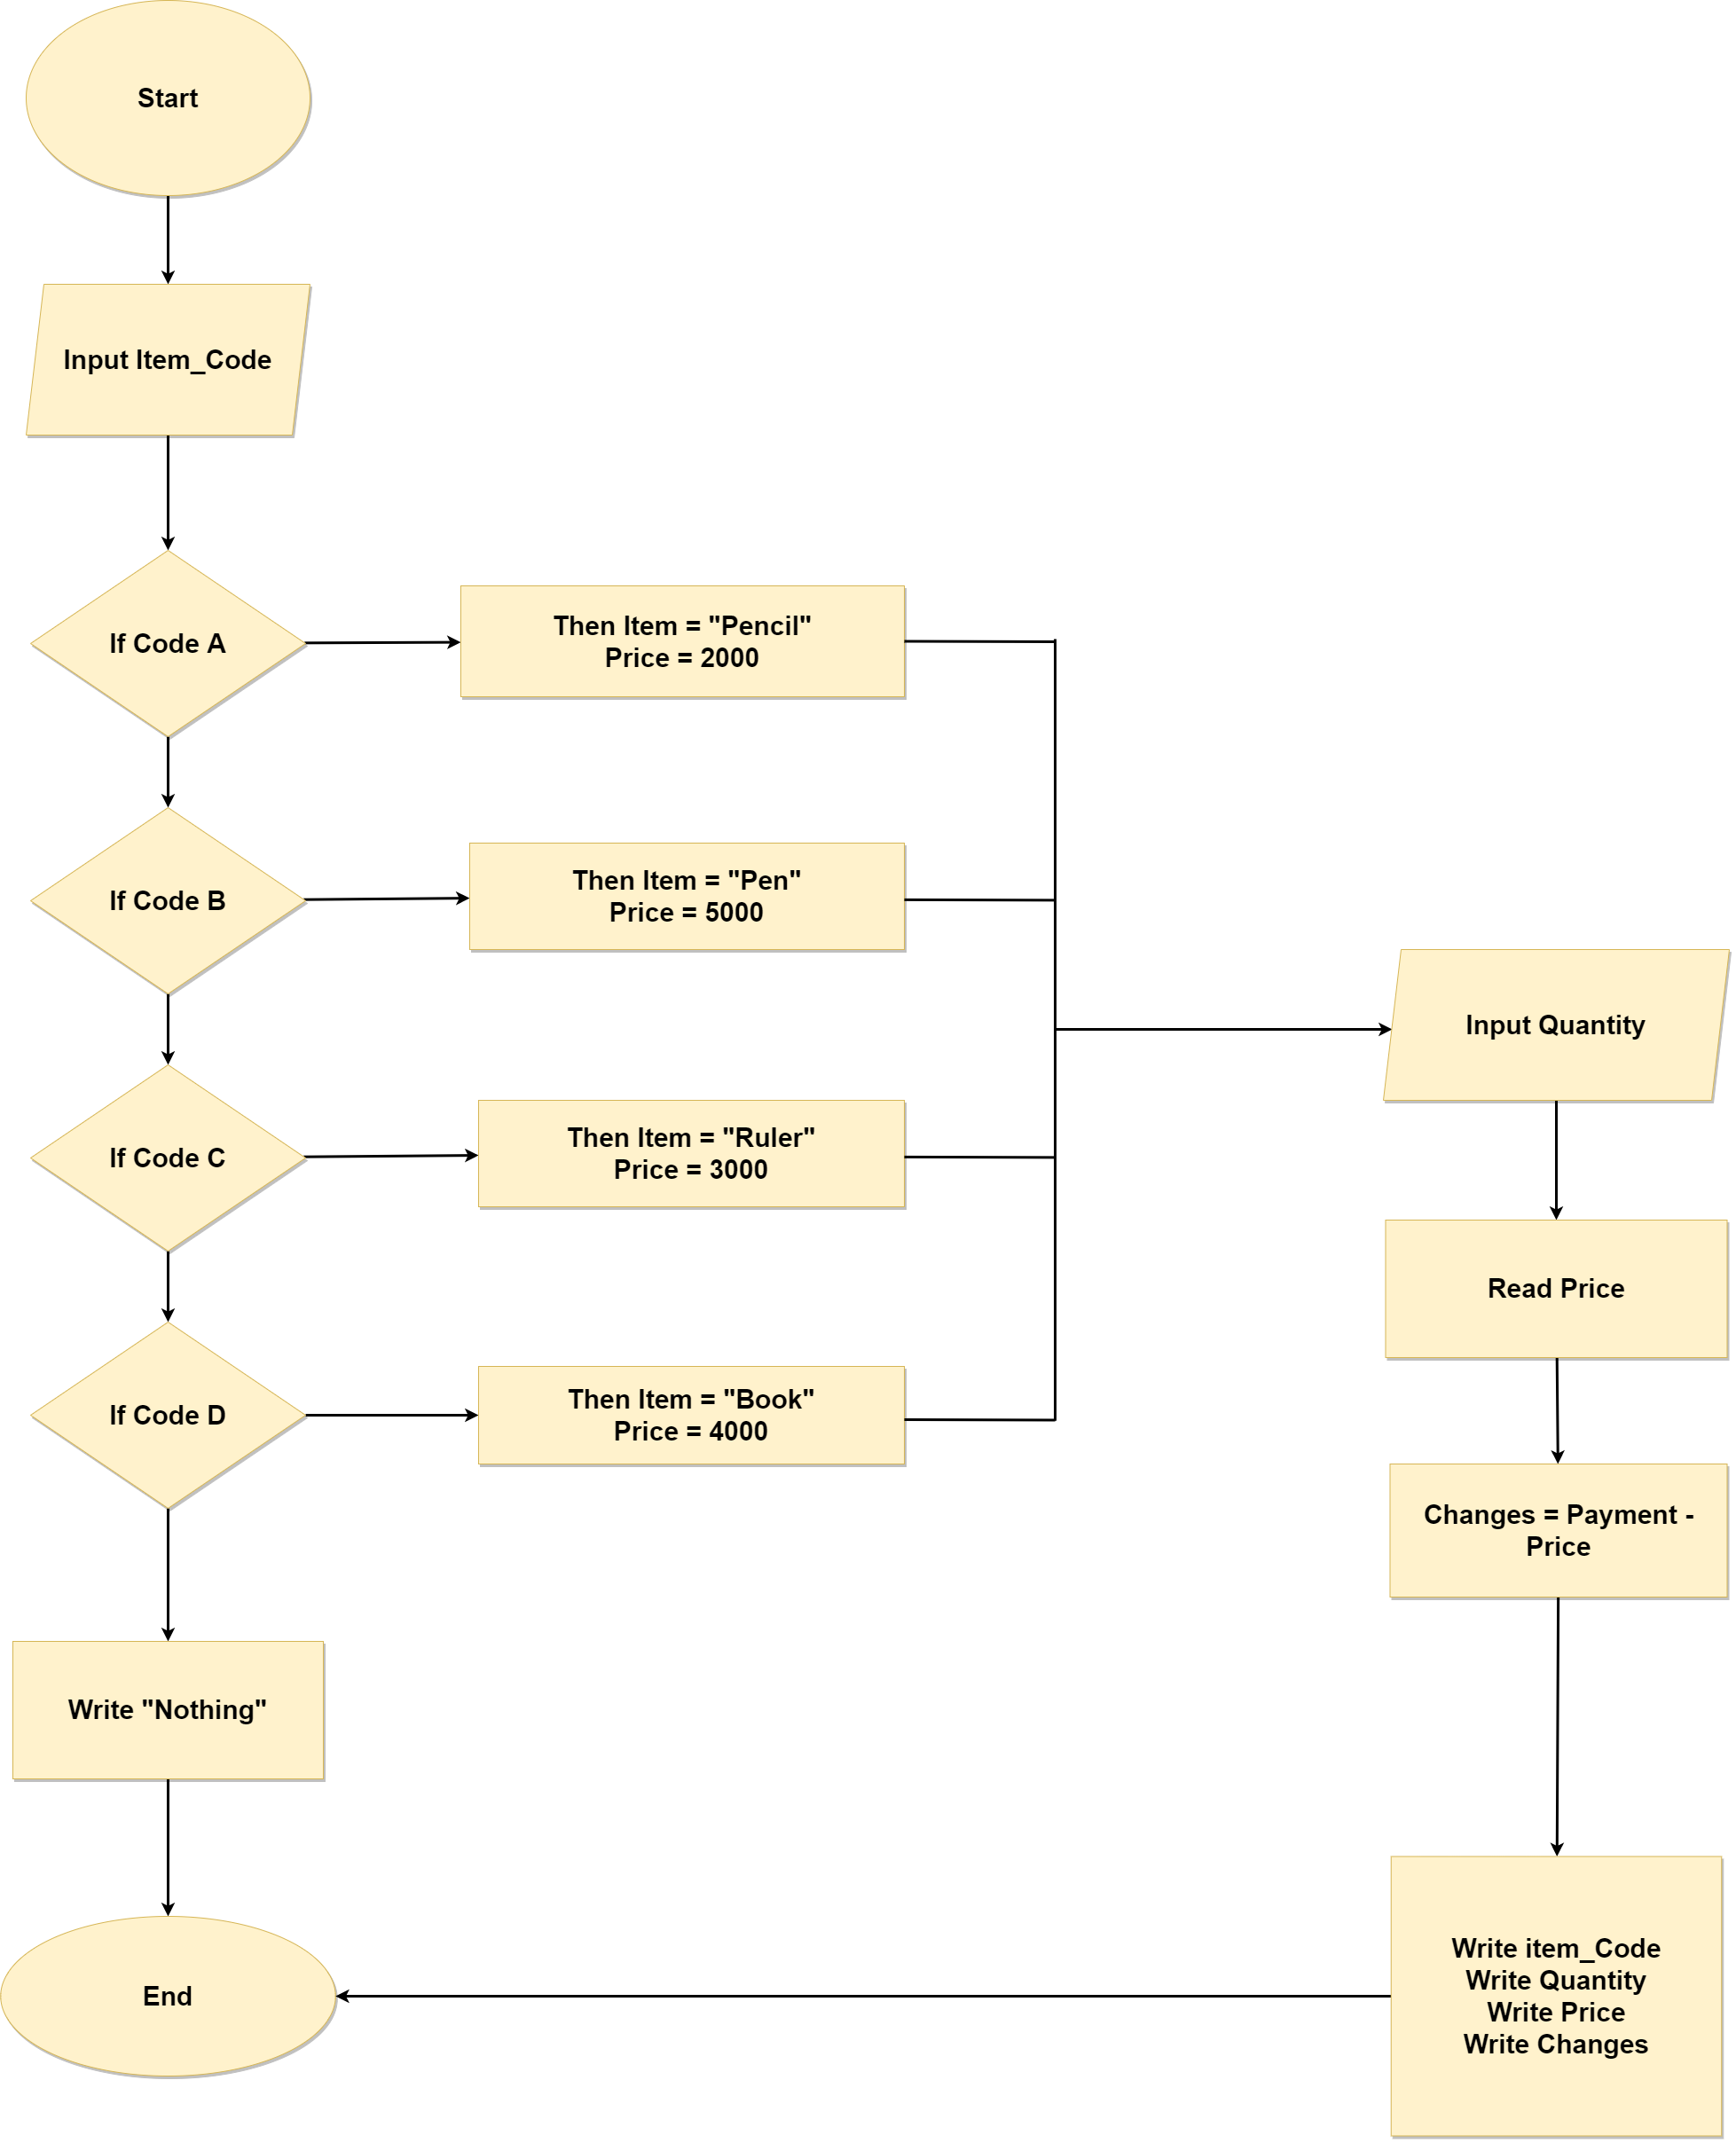 Start
Input Item_Code
If Code A
Then Item = "Pencil"
Price = 2000
If Code B
Then Item = "Pen"
Price = 5000
If Code C
Then Item = "Ruler"
Price = 3000
If Code D
Then Item = "Book"
Price = 4000
Write "Nothing"
End
Input Quantity
Read Price
Changes = Payment -
Price
Write item_Code
Write Quantity
Write Price
Write Changes